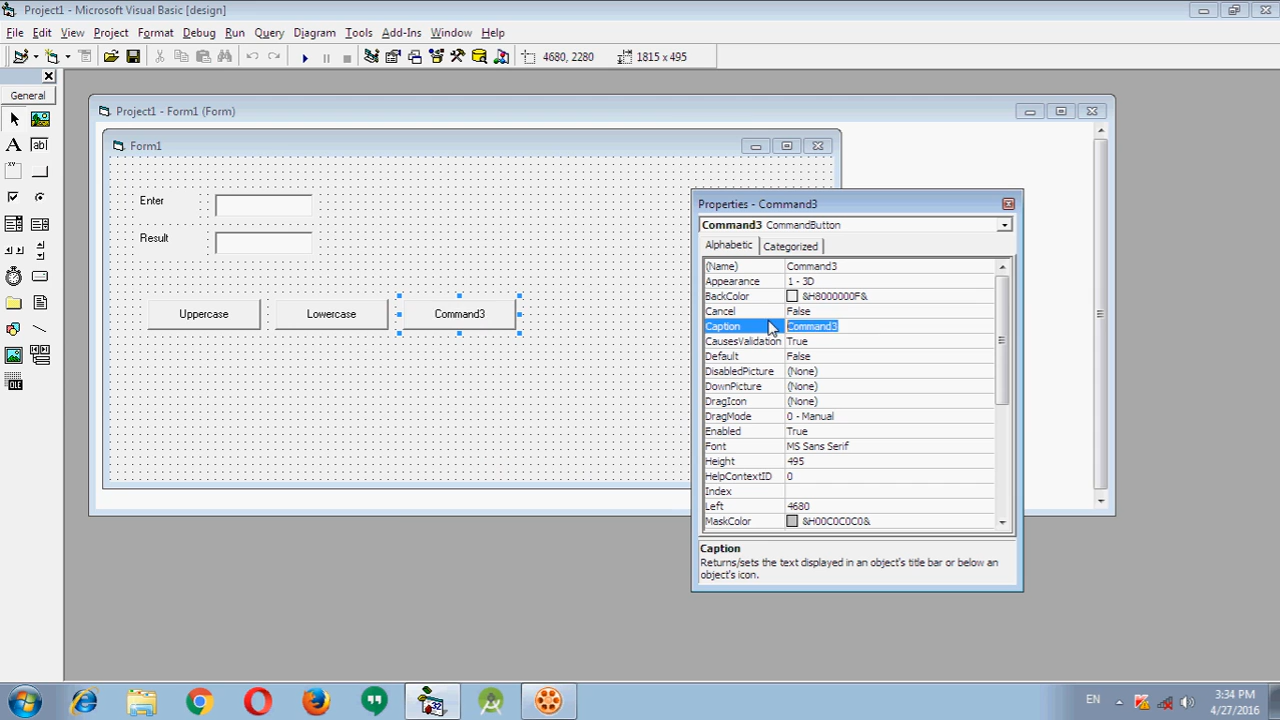 Project1 - Microsoft Visual Basic [design]
File Edit View Project Format Debug Run Query Diagram Tools Add-Ins Window Help
4680, 2280 1815 x 495
General
Project1 - Form1 (Form)
Form1
Enter
Result
Uppercase Lowercase Command3
Properties - Command3
Command3 CommandButton
Alphabetic Categorized
(Name) Command3
Appearance 1 - 3D
BackColor &H8000000F&
Cancel False
Caption Command3
CausesValidation True
Default False
DisabledPicture (None)
DownPicture (None)
DragIcon (None)
DragMode 0 - Manual
Enabled True
Font MS Sans Serif
Height 495
HelpContextID 0
Index
Left 4680
MaskColor &H00C0C0C0&
Caption
Returns/sets the text displayed in an object's title bar or below an
object's icon.
A ab|
OLE
32
EN
3:34 PM
4/27/2016